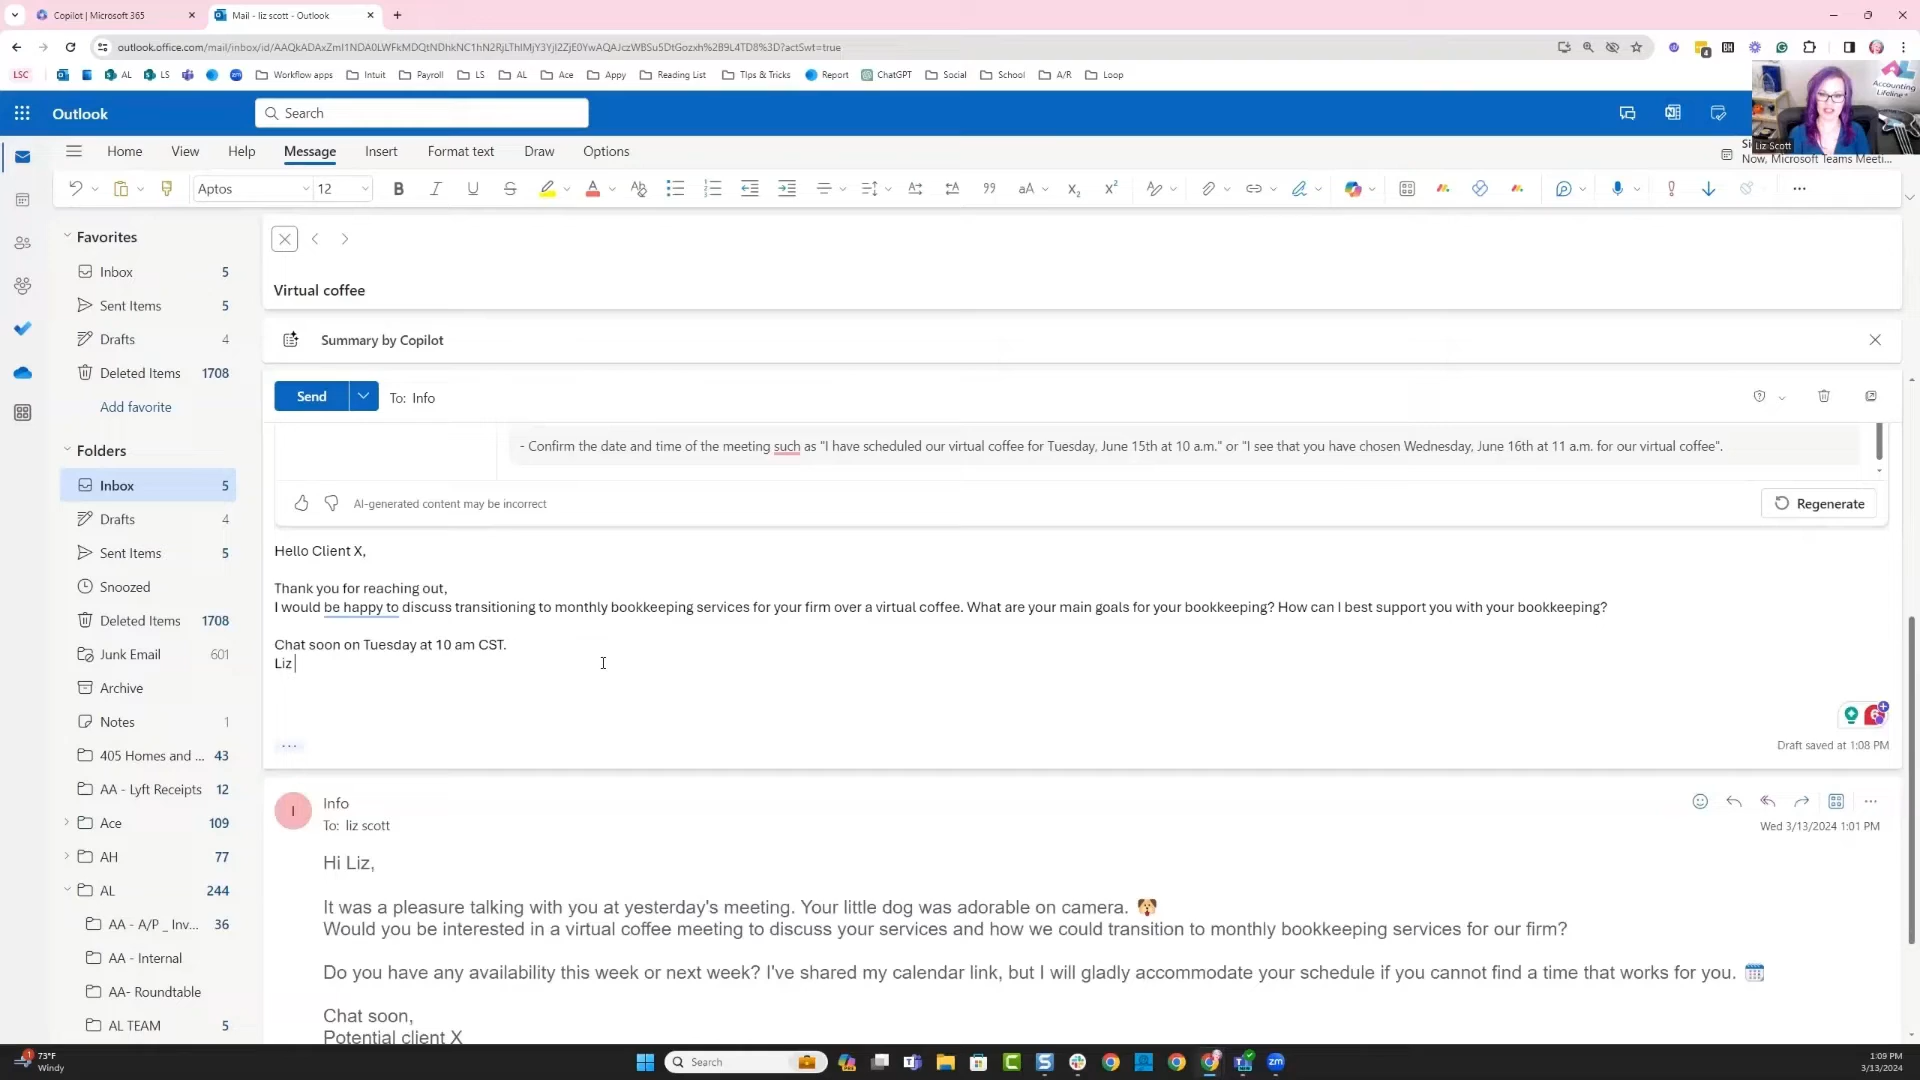 Copilot | Microsoft 365
Mail - liz scott - Outlook
outlook.office.com/mail/inbox/id/AAQkADAxZmI1NDA0LWFkMDQtNDhkNC1hN2RjLThlMjY3YjI2ZjE0YwAQAJczWBSu5DtGozxh%2B9L4TD8%3D?actSwt=true
LSC
AL
LS
Workflow apps
Intuit
Payroll
LS
AL
Ace
Appy
Reading List
Tips & Tricks
Report
ChatGPT
Social
School
A/R
Loop
Accounting
Lifeline
Liz Scott
Outlook
Search
Home
View
Help
Message
Insert
Format text
Draw
Options
Now, Microsoft Teams Meeti...
Aptos
12
Favorites
Inbox 5
Sent Items 5
Drafts 4
Deleted Items 1708
Add favorite
Folders
Inbox 5
Drafts 4
Sent Items 5
Snoozed
Deleted Items 1708
Junk Email 601
Archive
Notes 1
405 Homes and ... 43
AA - Lyft Receipts 12
Ace 109
AH 77
AL 244
AA - A/P _ Inv... 36
AA - Internal
AA- Roundtable
AL TEAM 5
Virtual coffee
Summary by Copilot
Send
To: Info
- Confirm the date and time of the meeting such as "I have scheduled our virtual coffee for Tuesday, June 15th at 10 a.m." or "I see that you have chosen Wednesday, June 16th at 11 a.m. for our virtual coffee".
AI-generated content may be incorrect
Regenerate
Hello Client X,
Thank you for reaching out,
I would be happy to discuss transitioning to monthly bookkeeping services for your firm over a virtual coffee. What are your main goals for your bookkeeping? How can I best support you with your bookkeeping?
Chat soon on Tuesday at 10 am CST.
Liz
...
Draft saved at 1:08 PM
I
Info
To: liz scott
Wed 3/13/2024 1:01 PM
Hi Liz,
It was a pleasure talking with you at yesterday's meeting. Your little dog was adorable on camera. 🐶
Would you be interested in a virtual coffee meeting to discuss your services and how we could transition to monthly bookkeeping services for our firm?
Do you have any availability this week or next week? I've shared my calendar link, but I will gladly accommodate your schedule if you cannot find a time that works for you. 📅
Chat soon,
Potential client X
73°F
Windy
Search
1:09 PM
3/13/2024